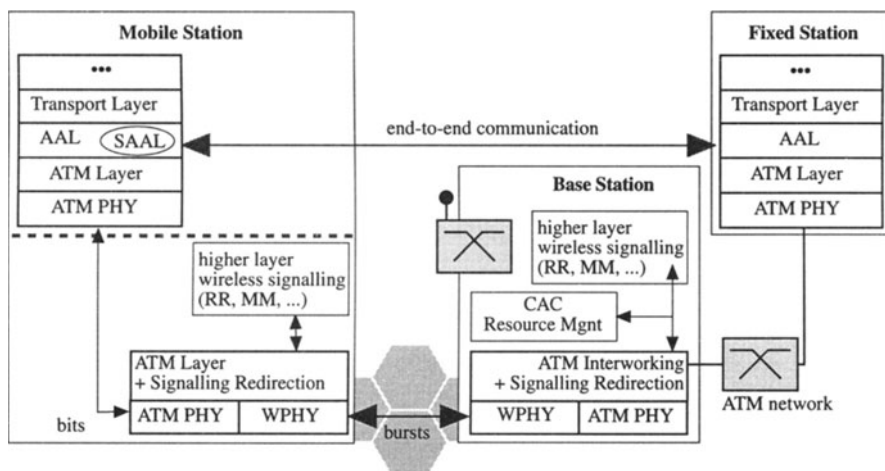 Mobile Station
•••
Transport Layer
AAL SAAL
ATM Layer
ATM PHY
higher layer
wireless signalling
(RR, MM, ...)
ATM Layer
+ Signalling Redirection
ATM PHY WPHY
bits
end-to-end communication
bursts
Base Station
higher layer
wireless signalling
(RR, MM, ...)
CAC
Resource Mgnt
ATM Interworking
+ Signalling Redirection
WPHY ATM PHY
Fixed Station
•••
Transport Layer
AAL
ATM Layer
ATM PHY
ATM network